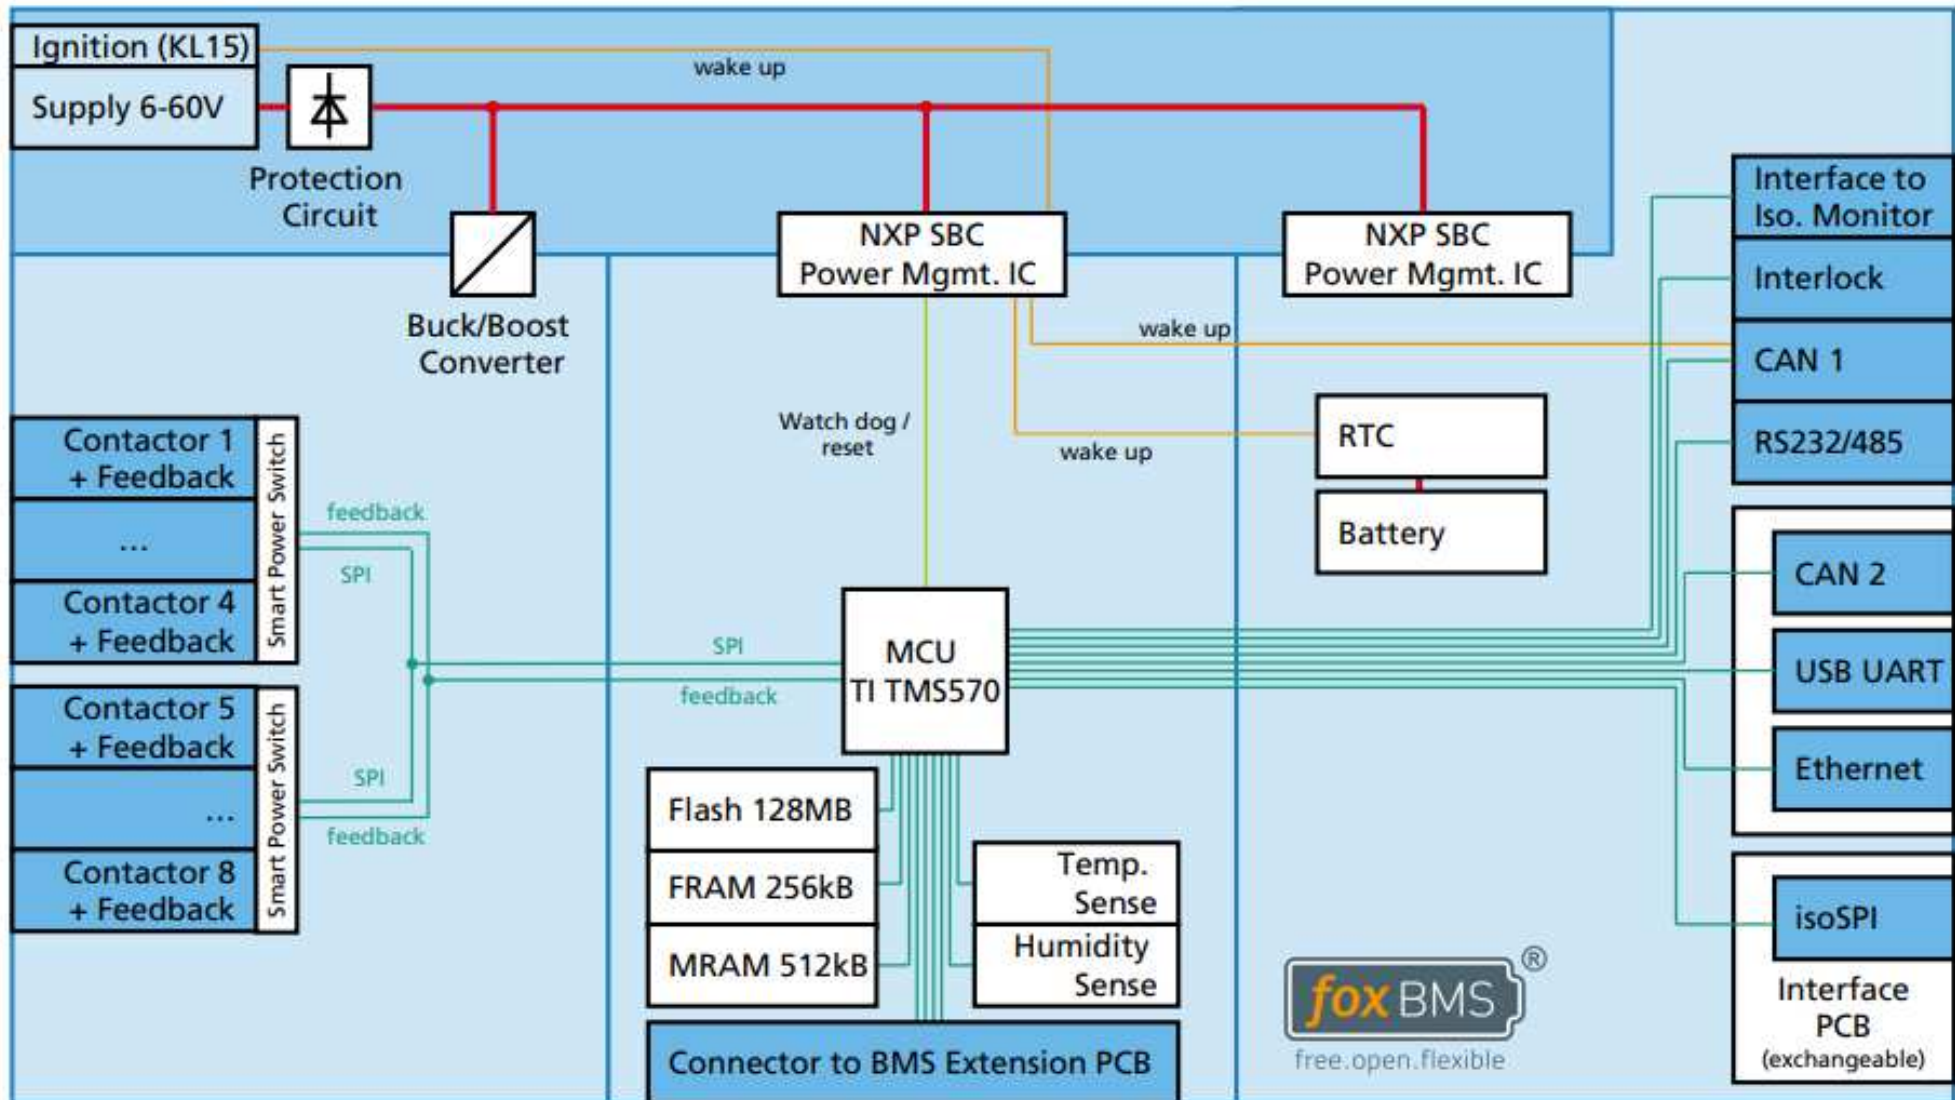 Ignition (KL15)
Supply 6-60V
wake up
Protection
Circuit
Buck/Boost
Converter
NXP SBC
Power Mgmt. IC
NXP SBC
Power Mgmt. IC
Interface to
Iso. Monitor
Interlock
CAN 1
RS232/485
wake up
wake up
Watch dog /
reset
RTC
Battery
Contactor 1
+ Feedback
...
Contactor 4
+ Feedback
Smart Power Switch
feedback
SPI
Contactor 5
+ Feedback
...
Contactor 8
+ Feedback
Smart Power Switch
SPI
feedback
SPI
feedback
MCU
TI TMS570
CAN 2
USB UART
Ethernet
isoSPI
Interface
PCB
(exchangeable)
Flash 128MB
FRAM 256kB
MRAM 512kB
Temp.
Sense
Humidity
Sense
Connector to BMS Extension PCB
fox BMS ®
free.open.flexible